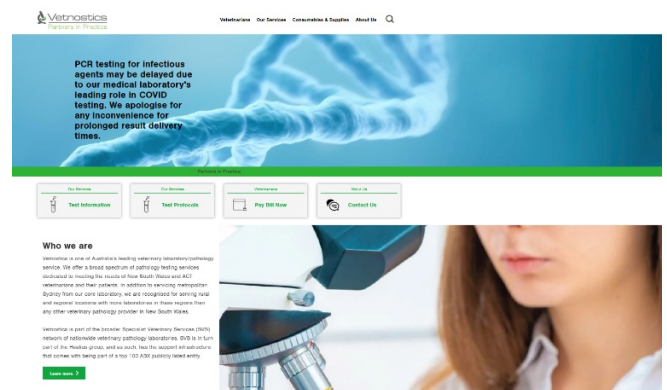 Vetnostics
Partners in Practice
Veterinarians Our Services Consumables & Supplies About Us
PCR testing for infectious
agents may be delayed due
to our medical laboratory's
leading role in COVID
testing. We apologise for
any inconvenience for
prolonged result delivery
times.
Partners in Practice
Our Services
Test Information
Our Services
Test Protocols
Veterinarians
Pay Bill Now
About Us
Contact Us
Who we are
Vetnostics is one of Australia's leading veterinary laboratory/pathology
service. We offer a broad spectrum of pathology testing services
dedicated to meeting the needs of New South Wales and ACT
veterinarians and their patients. In addition to servicing metropolitan
Sydney from our core laboratory, we are recognised for serving rural
and regional locations with more laboratories in these regions than
any other veterinary pathology provider in New South Wales.
Vetnostics is part of the broader Specialist Veterinary Services (SVS)
network of nationwide veterinary pathology laboratories. SVS is in turn
part of the Healius group, and as such, has the support infrastructure
that comes with being part of a top 100 ASX publicly listed entity.
Learn more >